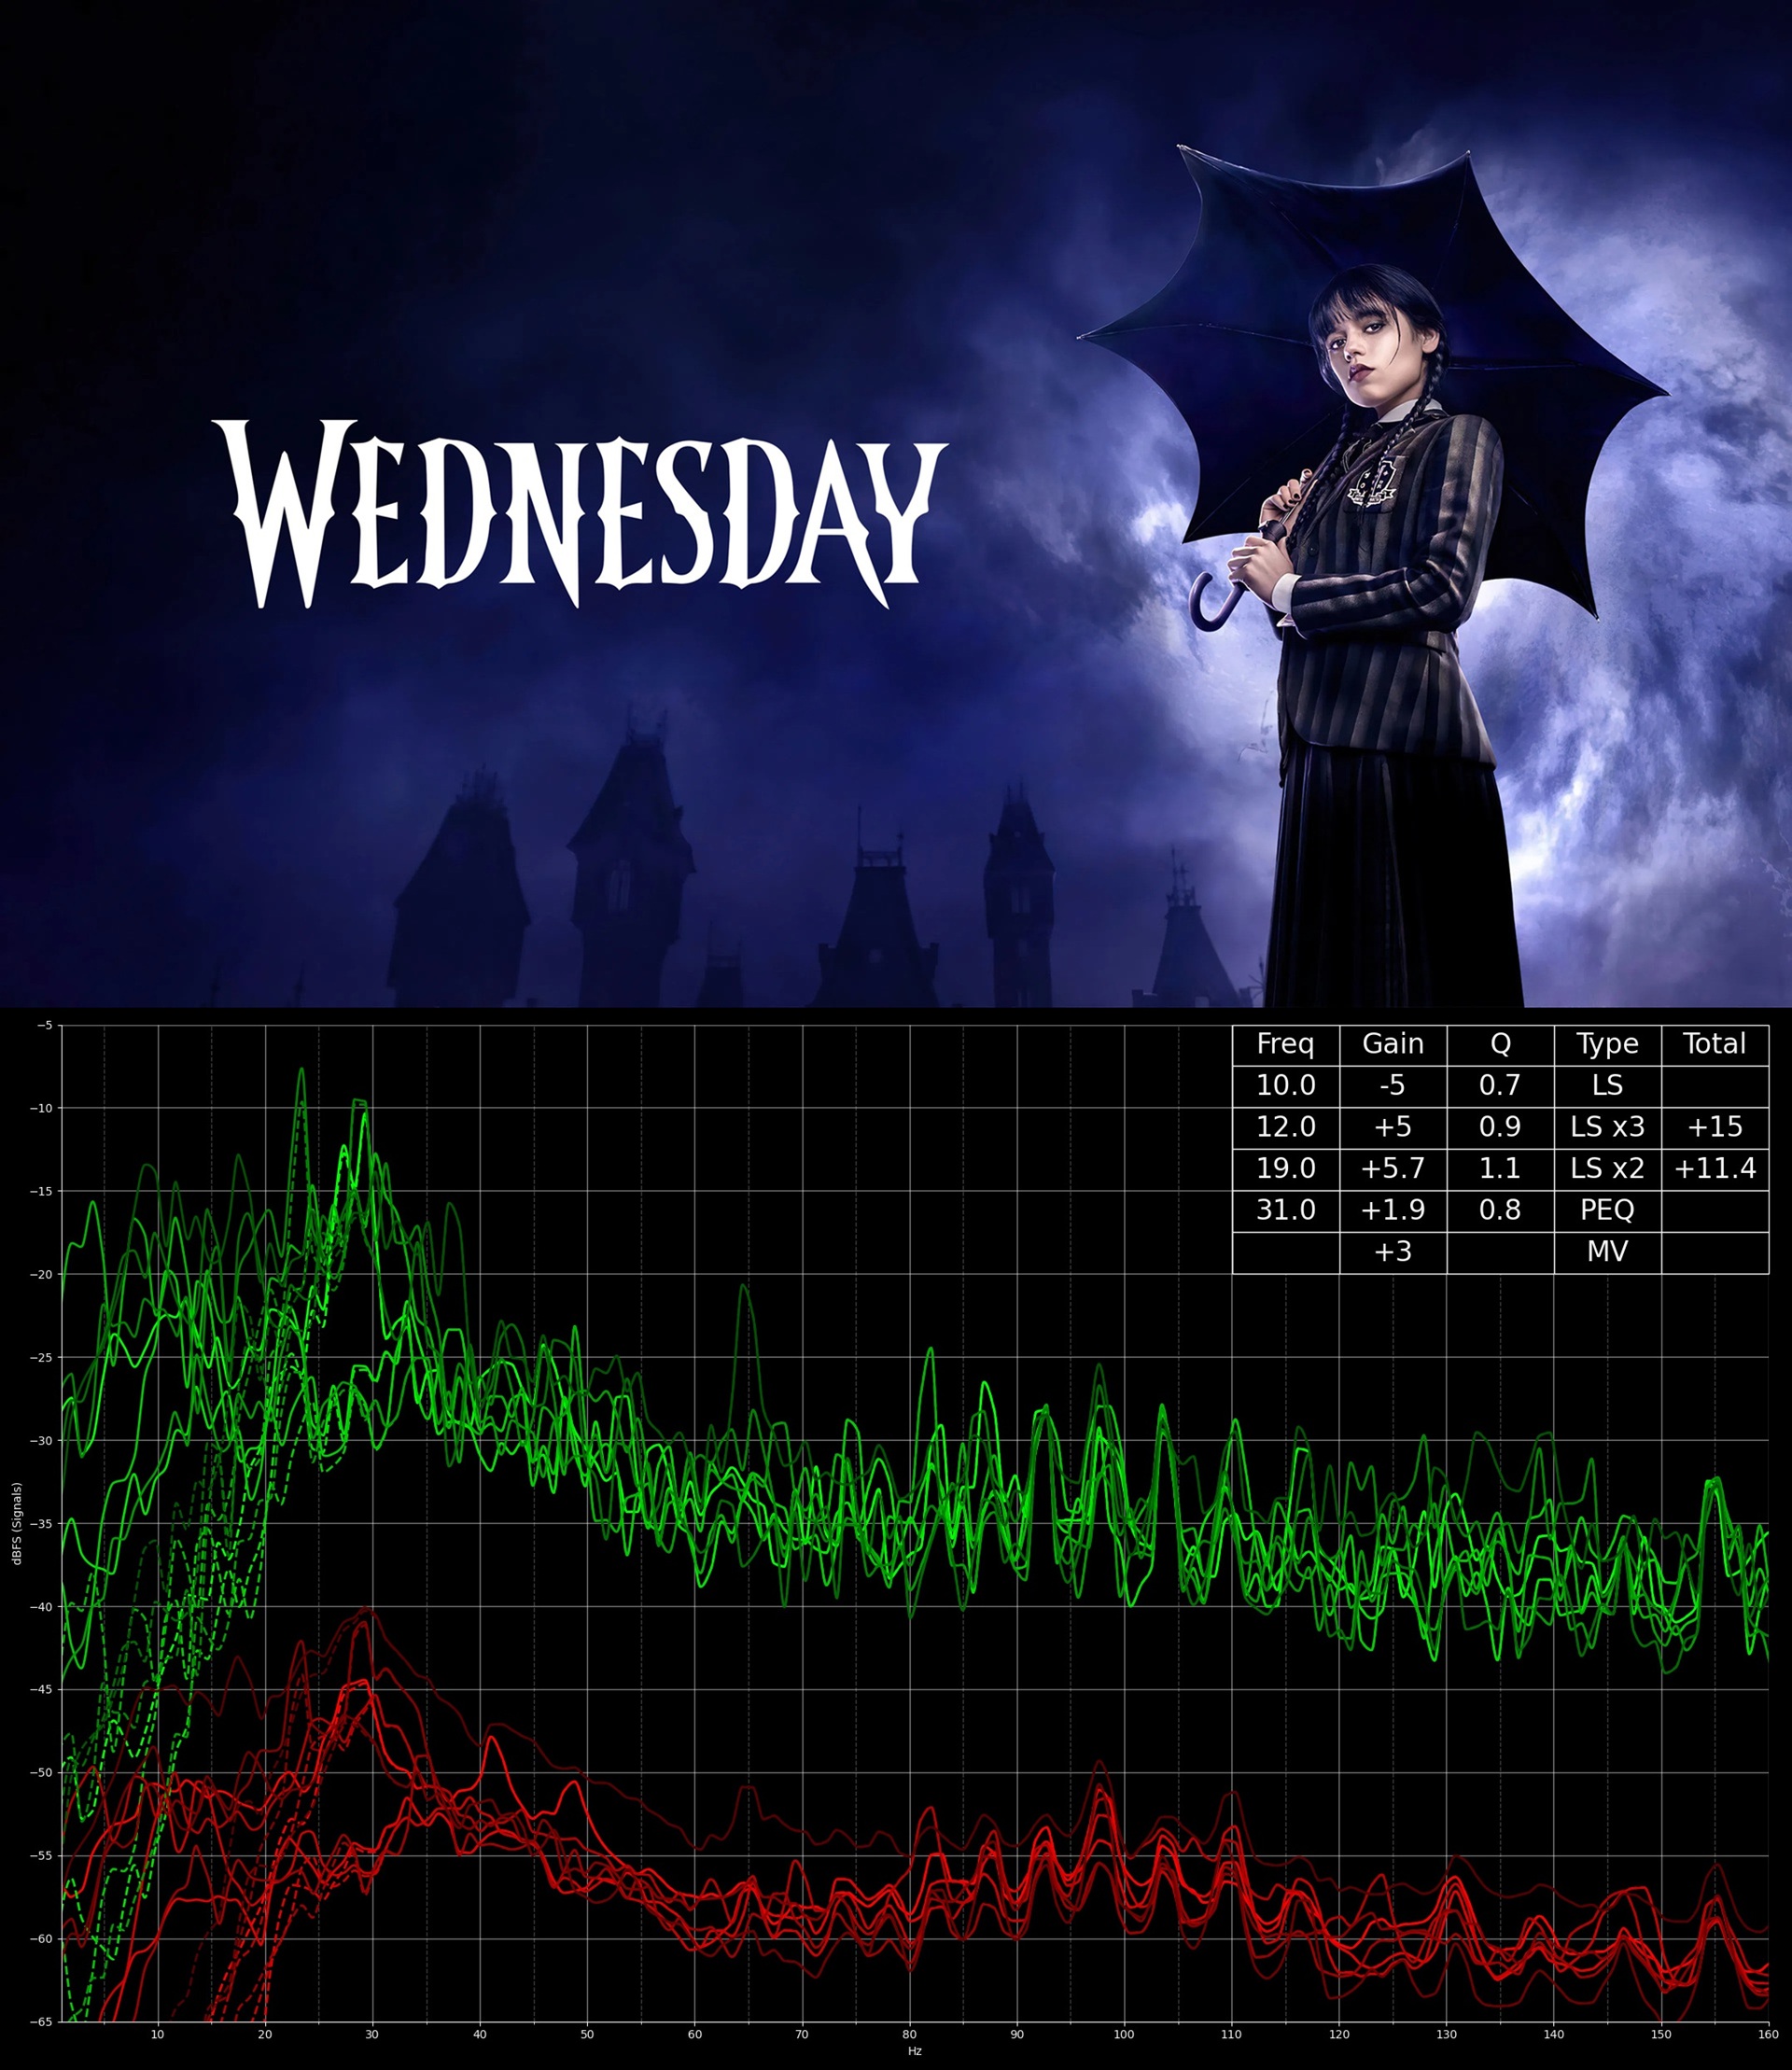 WEDNESDAY
Freq Gain Q Type Total
10.0 -5 0.7 LS
12.0 +5 0.9 LS x3 +15
19.0 +5.7 1.1 LS x2 +11.4
31.0 +1.9 0.8 PEQ
+3 MV
−5
−10
−15
−20
−25
−30
−35
−40
−45
−50
−55
−60
−65
dBFS (Signals)
10 20 30 40 50 60 70 80 90 100 110 120 130 140 150 160
Hz